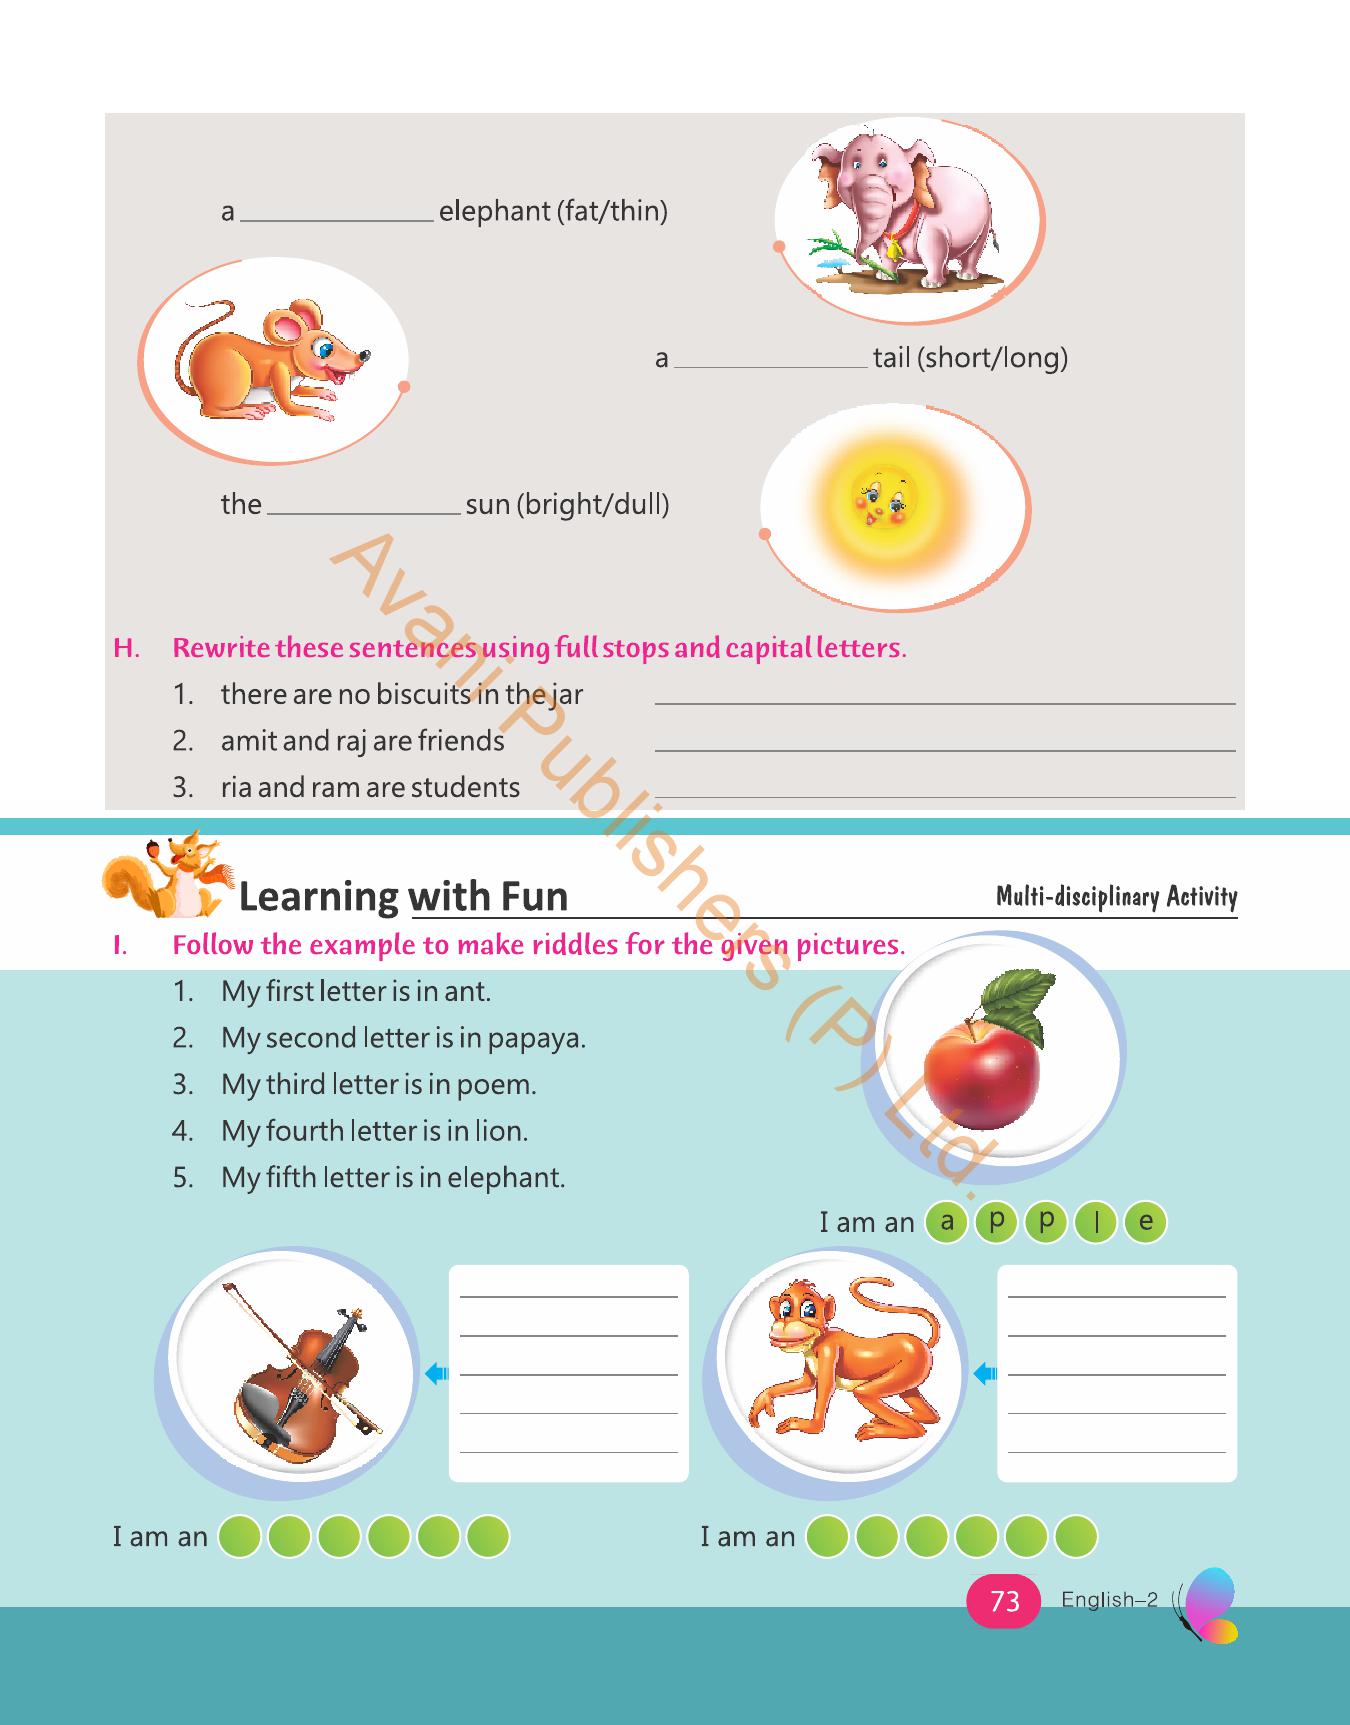 a ____________ elephant (fat/thin)
a ____________ tail (short/long)
the ____________ sun (bright/dull)
H. Rewrite these sentences using full stops and capital letters.
1. there are no biscuits in the jar
2. amit and raj are friends
3. ria and ram are students
Learning with Fun
Multi-disciplinary Activity
I. Follow the example to make riddles for the given pictures.
1. My first letter is in ant.
2. My second letter is in papaya.
3. My third letter is in poem.
4. My fourth letter is in lion.
5. My fifth letter is in elephant.
I am an a p p l e
I am an
I am an
73 English–2
Avani Publishers (P) Ltd.